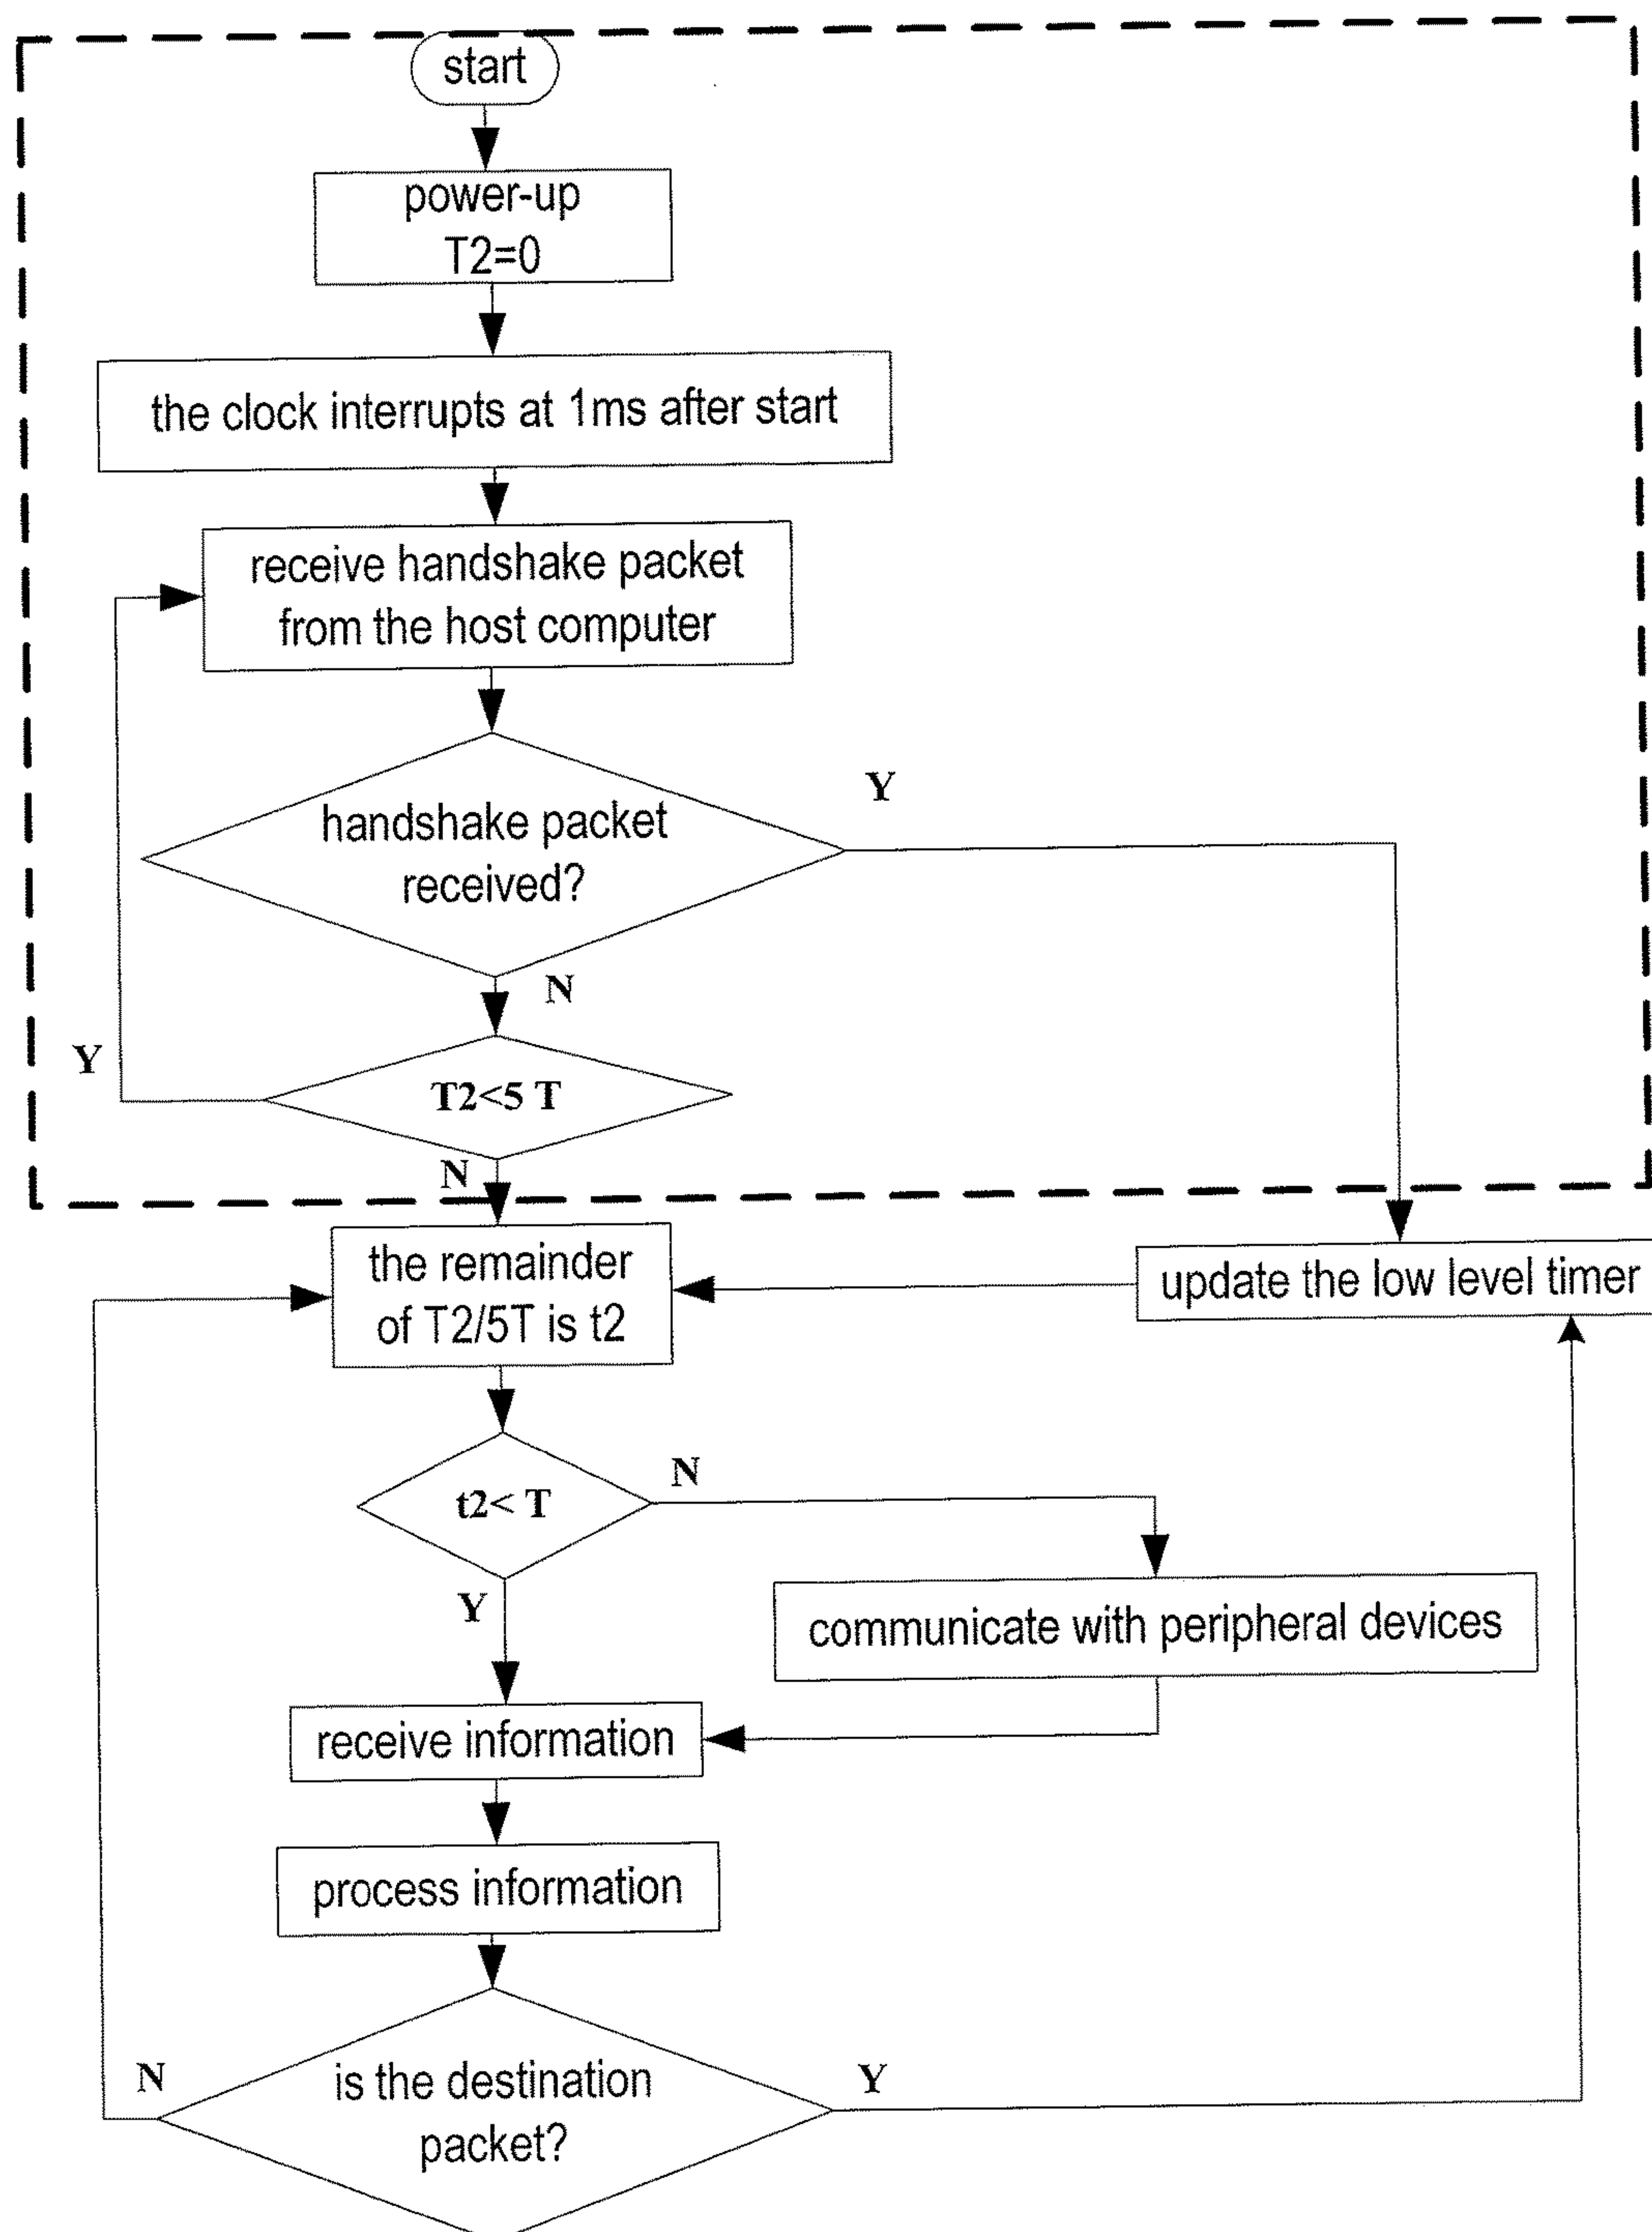 start
power-up
T2=0
the clock interrupts at 1ms after start
receive handshake packet
from the host computer
Y
handshake packet
received?
N
Y
T2<5 T
N
the remainder
of T2/5T is t2
update the low level timer
N
t2< T
Y
communicate with peripheral devices
receive information
process information
N
is the destination
packet?
Y